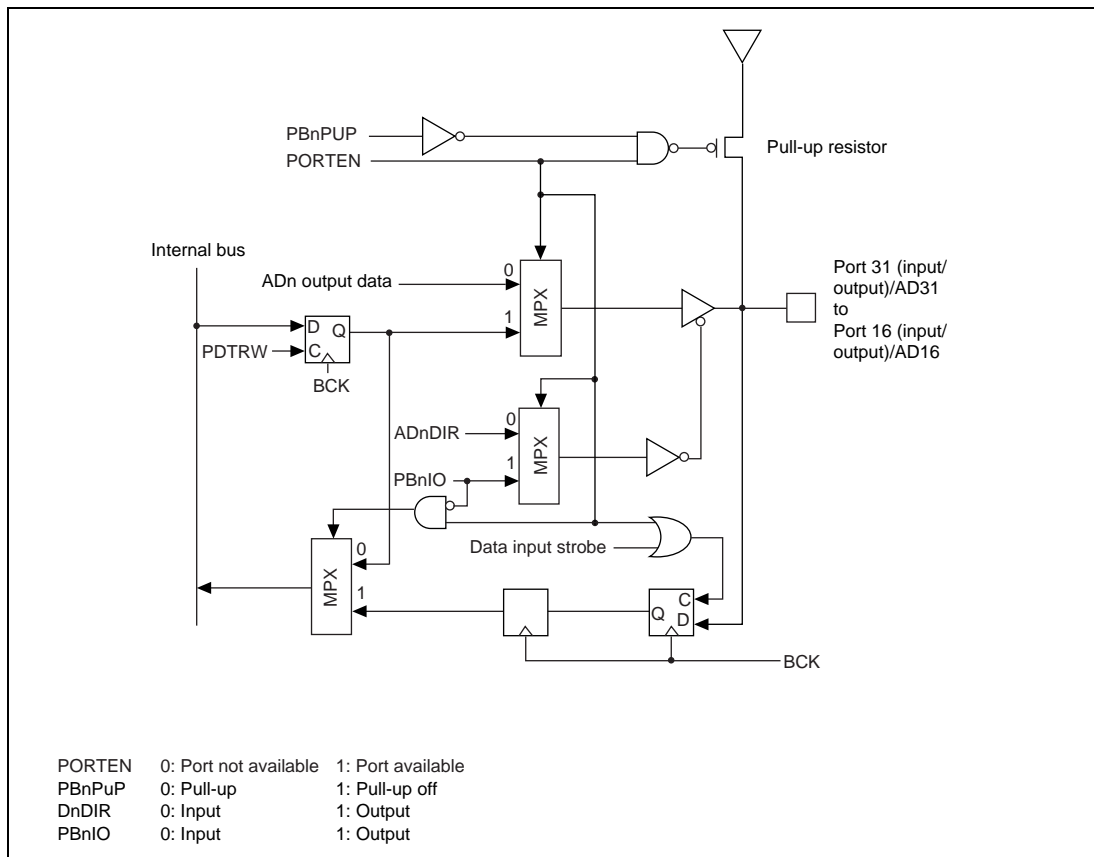 PBnPUP
PORTEN
Pull-up resistor
Internal bus
ADn output data
0
1
MPX
Port 31 (input/
output)/AD31
to
Port 16 (input/
output)/AD16
D
Q
PDTRW
C
BCK
ADnDIR
0
PBnIO
1
MPX
Data input strobe
MPX
0
1
Q
C
D
BCK
PORTEN 0: Port not available 1: Port available
PBnPuP 0: Pull-up 1: Pull-up off
DnDIR 0: Input 1: Output
PBnIO 0: Input 1: Output